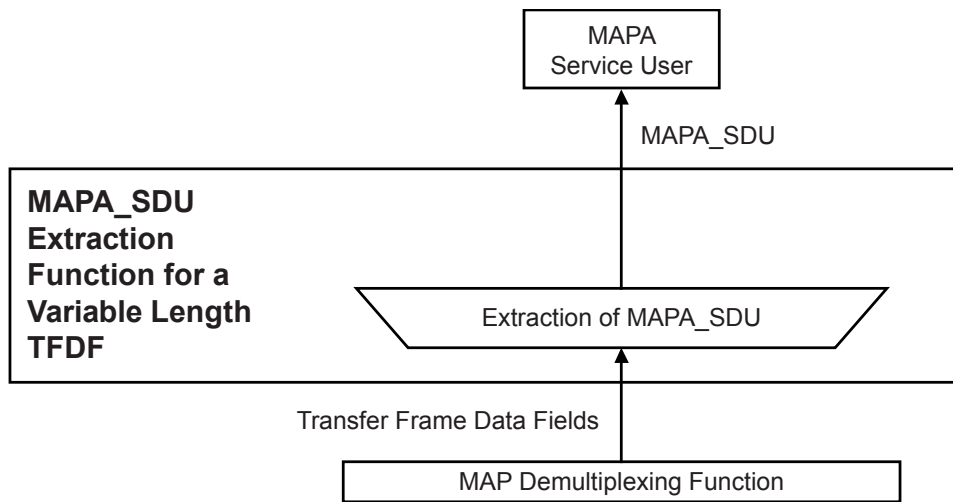 MAPA
Service User
MAPA_SDU
MAPA_SDU
Extraction
Function for a
Variable Length
TFDF
Extraction of MAPA_SDU
Transfer Frame Data Fields
MAP Demultiplexing Function